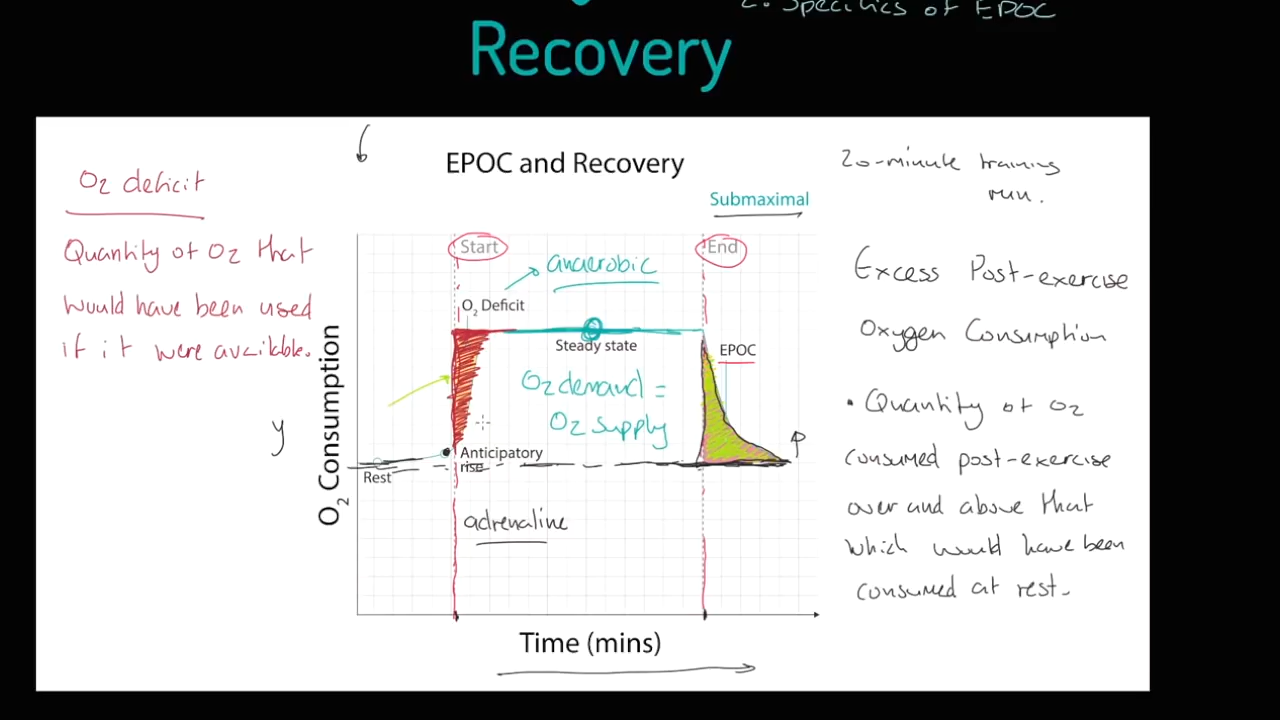 2. Specifics of EPOC
Recovery
EPOC and Recovery
Submaximal
O2 deficit
Quantity of O2 that
would have been used
if it were available.
20-minute training
run.
Excess Post-exercise
Oxygen Consumption
• Quantity of O2
consumed post-exercise
over and above that
which would have been
consumed at rest.
Start
End
anaerobic
O2 Deficit
Steady state
EPOC
O2 demand =
O2 supply
y
O2 Consumption
Anticipatory
rise
Rest
adrenaline
Time (mins)